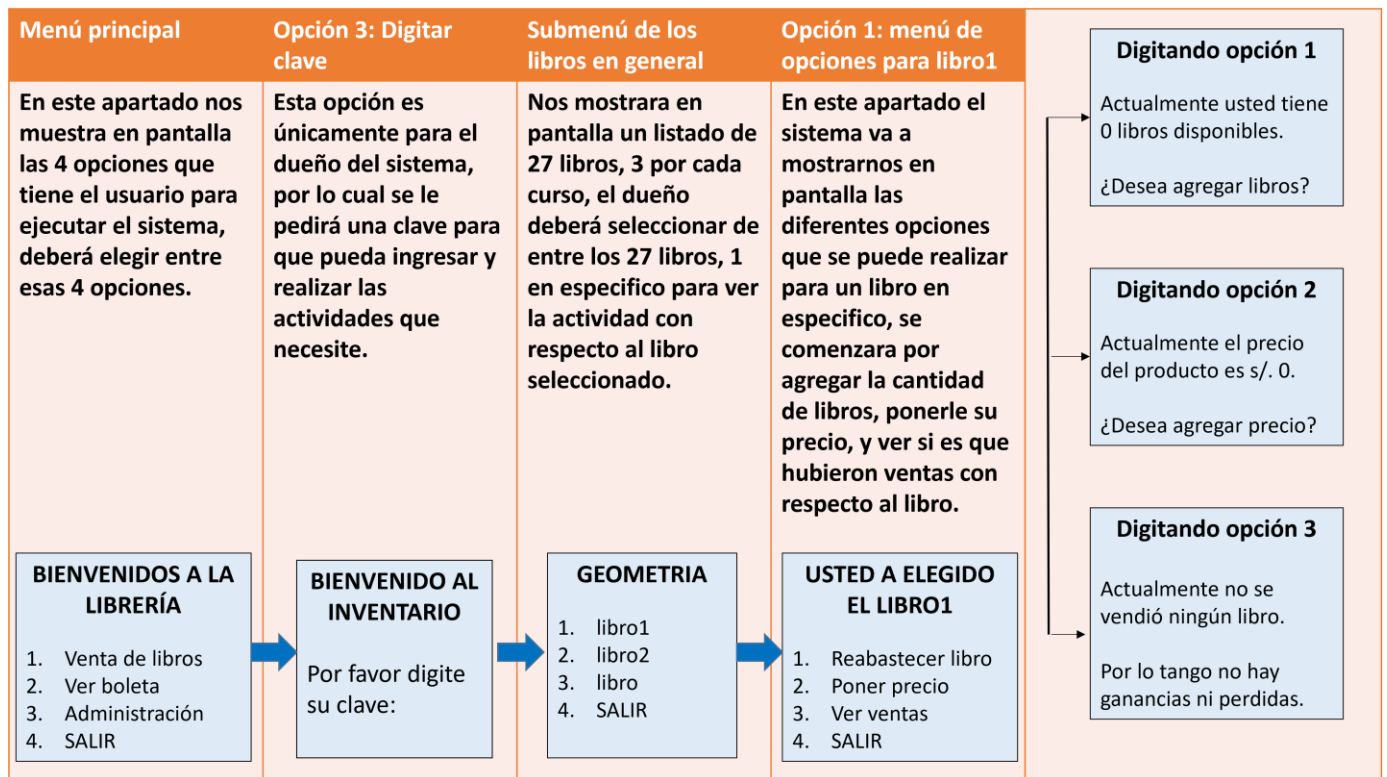 Menú principal
En este apartado nos
muestra en pantalla
las 4 opciones que
tiene el usuario para
ejecutar el sistema,
deberá elegir entre
esas 4 opciones.
BIENVENIDOS A LA
LIBRERÍA
1. Venta de libros
2. Ver boleta
3. Administración
4. SALIR
Opción 3: Digitar
clave
Esta opción es
únicamente para el
dueño del sistema,
por lo cual se le
pedirá una clave para
que pueda ingresar y
realizar las
actividades que
necesite.
BIENVENIDO AL
INVENTARIO
Por favor digite
su clave:
Submenú de los
libros en general
Nos mostrara en
pantalla un listado de
27 libros, 3 por cada
curso, el dueño
deberá seleccionar de
entre los 27 libros, 1
en especifico para ver
la actividad con
respecto al libro
seleccionado.
GEOMETRIA
1. libro1
2. libro2
3. libro
4. SALIR
Opción 1: menú de
opciones para libro1
En este apartado el
sistema va a
mostrarnos en
pantalla las
diferentes opciones
que se puede realizar
para un libro en
especifico, se
comenzara por
agregar la cantidad
de libros, ponerle su
precio, y ver si es que
hubieron ventas con
respecto al libro.
USTED A ELEGIDO
EL LIBRO1
1. Reabastecer libro
2. Poner precio
3. Ver ventas
4. SALIR
Digitando opción 1
Actualmente usted tiene
0 libros disponibles.
¿Desea agregar libros?
Digitando opción 2
Actualmente el precio
del producto es s/. 0.
¿Desea agregar precio?
Digitando opción 3
Actualmente no se
vendió ningún libro.
Por lo tango no hay
ganancias ni perdidas.